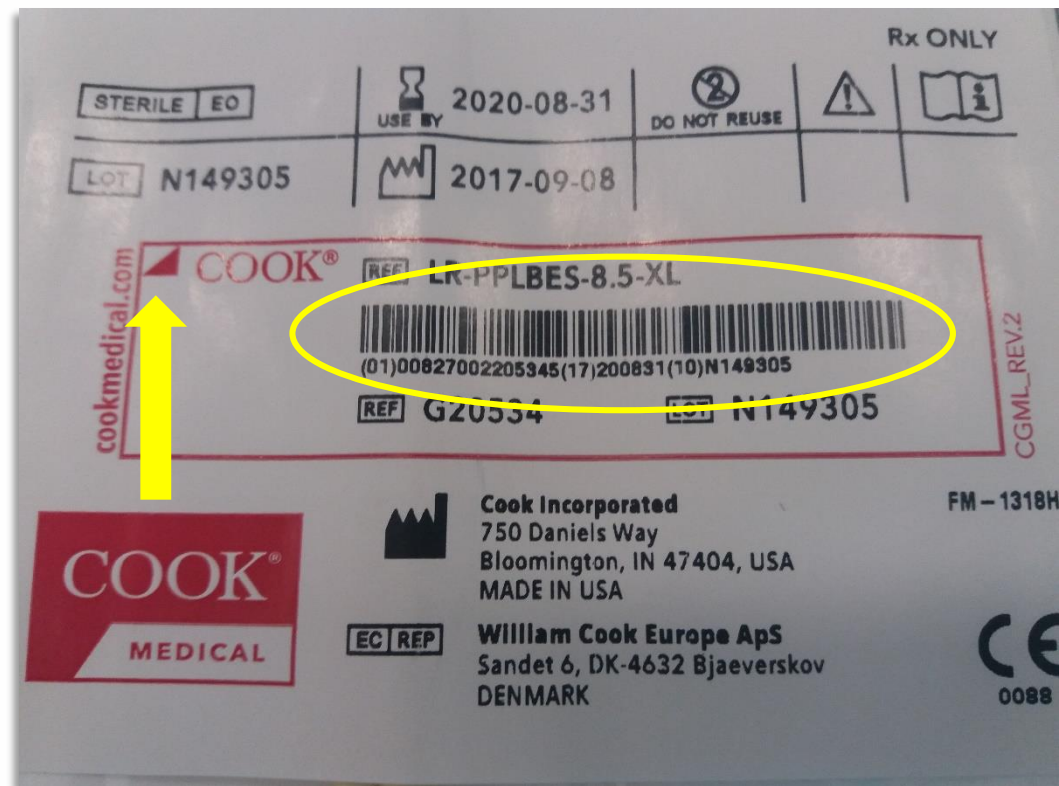 Rx ONLY
STERILE EO
USE BY 2020-08-31
DO NOT REUSE
LOT N149305
2017-09-08
cookmedical.com
COOK®
REF LR-PPLBES-8.5-XL
(01)00827002205345(17)200831(10)N149305
REF G20534 LOT N149305
CGML_REV.2
COOK®
MEDICAL
Cook Incorporated
750 Daniels Way
Bloomington, IN 47404, USA
MADE IN USA
FM-1318H
EC REP
William Cook Europe ApS
Sandet 6, DK-4632 Bjaeverskov
DENMARK
CE
0088